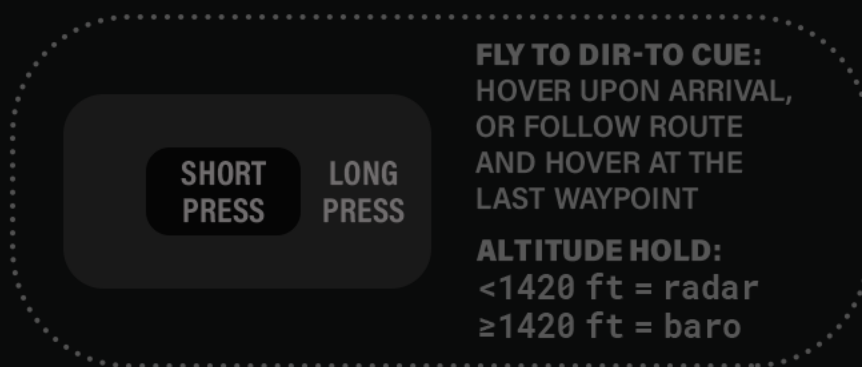 SHORT
PRESS
LONG
PRESS
FLY TO DIR-TO CUE:
HOVER UPON ARRIVAL,
OR FOLLOW ROUTE
AND HOVER AT THE
LAST WAYPOINT
ALTITUDE HOLD:
<1420 ft = radar
≥1420 ft = baro